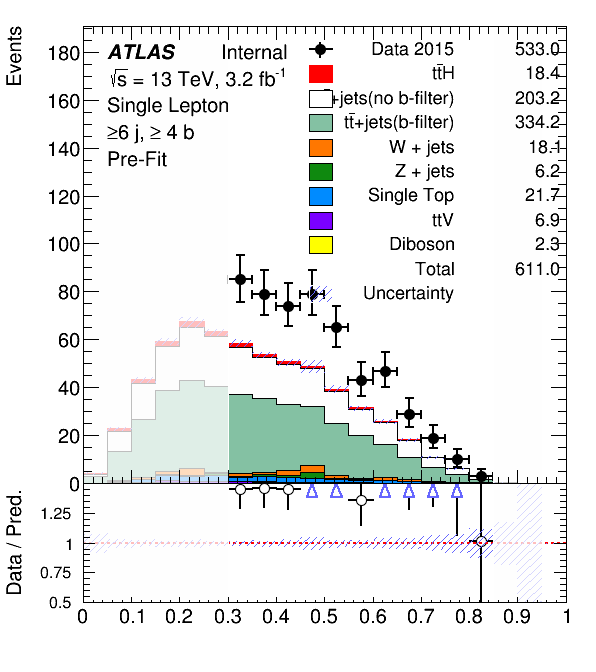 Events
180
160
140
120
100
80
60
40
20
0
ATLAS Internal
√s = 13 TeV, 3.2 fb-1
Single Lepton
≥6 j, ≥ 4 b
Pre-Fit
Data 2015 533.0
tt̄H 18.4
+jets(no b-filter) 203.2
tt̄+jets(b-filter) 334.2
W + jets 18.1
Z + jets 6.2
Single Top 21.7
ttV 6.9
Diboson 2.3
Total 611.0
Uncertainty
Data / Pred.
1.25
1
0.75
0.5
0 0.1 0.2 0.3 0.4 0.5 0.6 0.7 0.8 0.9 1